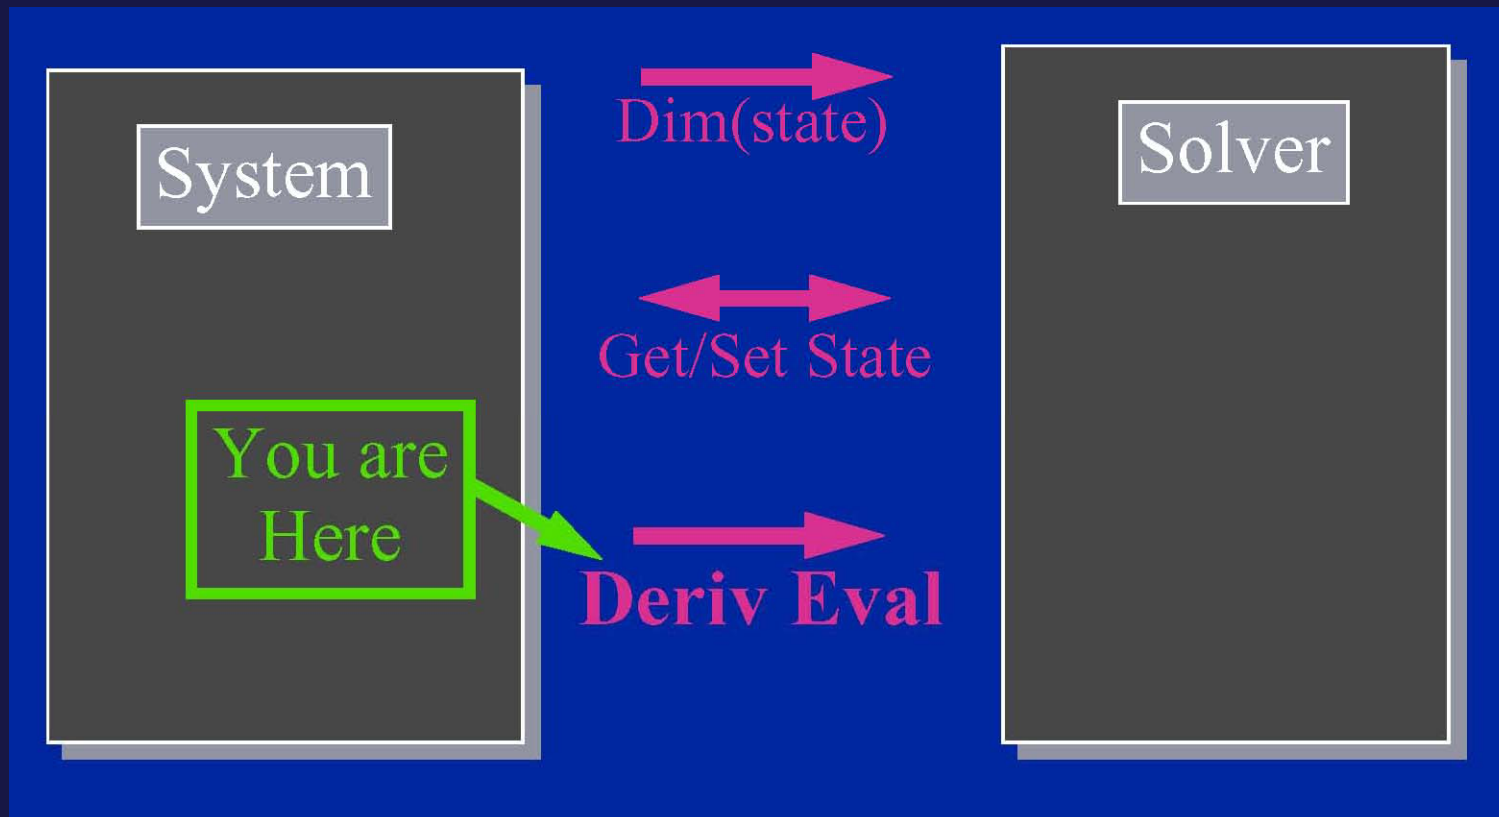 System
Dim(state)
Solver
Get/Set State
You are
Here
Deriv Eval